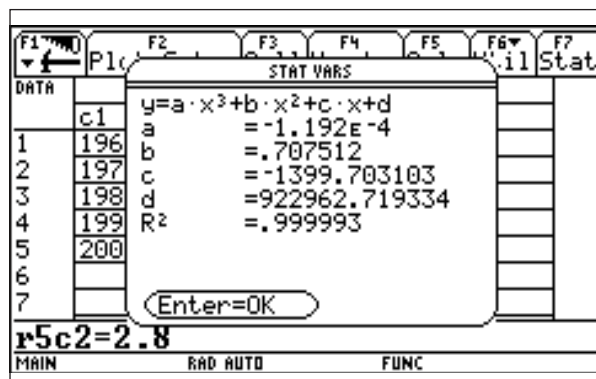 F1 F2 F3 F4 F5 F6 F7
Stat
STAT VARS
DATA
c1
y=a·x³+b·x²+c·x+d
a =-1.192E-4
b =.707512
c =-1399.703103
d =922962.719334
R² =.999993
1 196
2 197
3 198
4 199
5 200
6
7
Enter=OK
r5c2=2.8
MAIN RAD AUTO FUNC